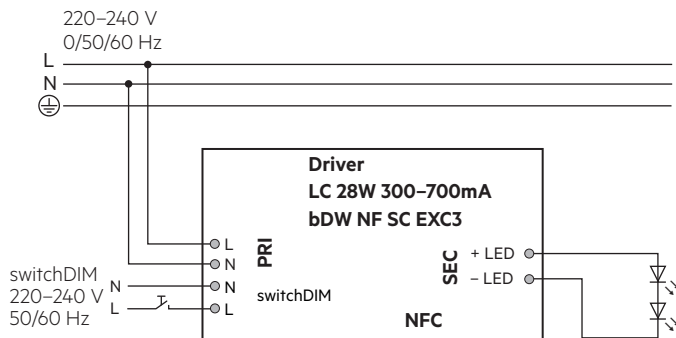 220–240 V
0/50/60 Hz
L
N
Driver
LC 28W 300–700mA
bDW NF SC EXC3
PRI
L
N
N
L
switchDIM
SEC
+ LED
– LED
NFC
switchDIM
220–240 V
50/60 Hz
N
L